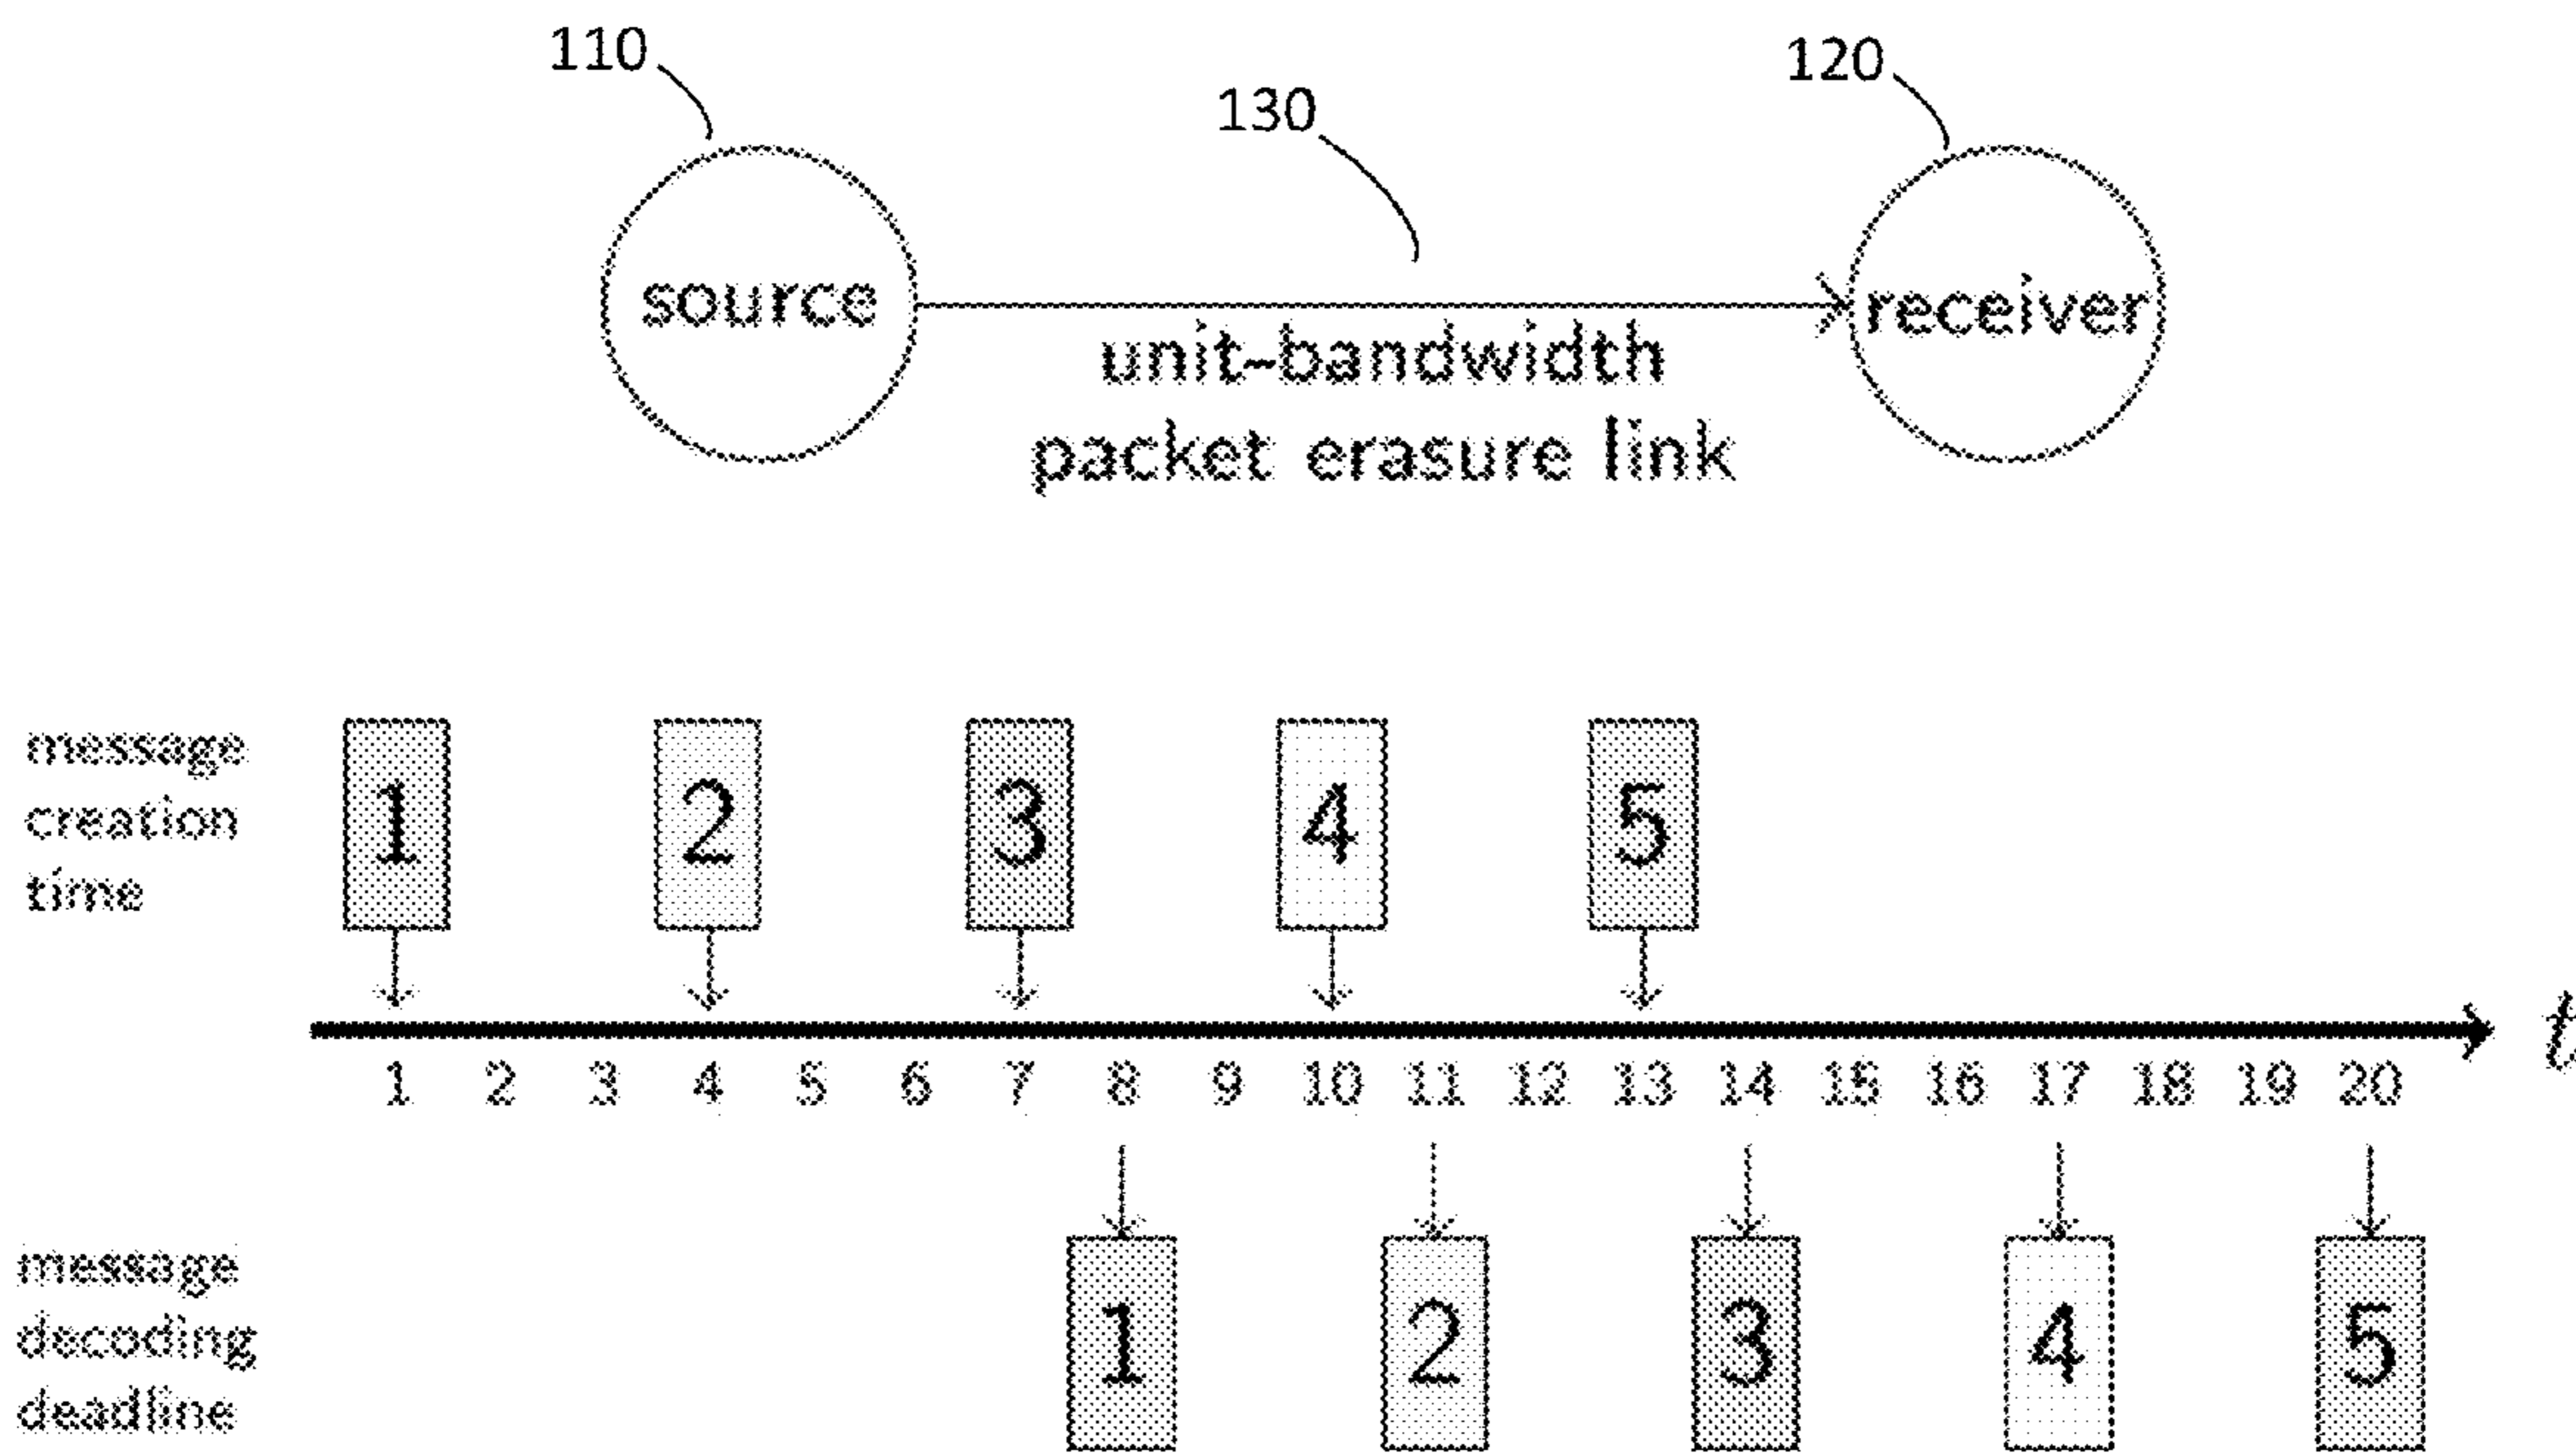 110
120
130
source
receiver
unit-bandwidth
packet erasure link
message
creation
time
1 2 3 4 5
t
1 2 3 4 5 6 7 8 9 10 11 12 13 14 15 16 17 18 19 20
message
decoding
deadline
1 2 3 4 5